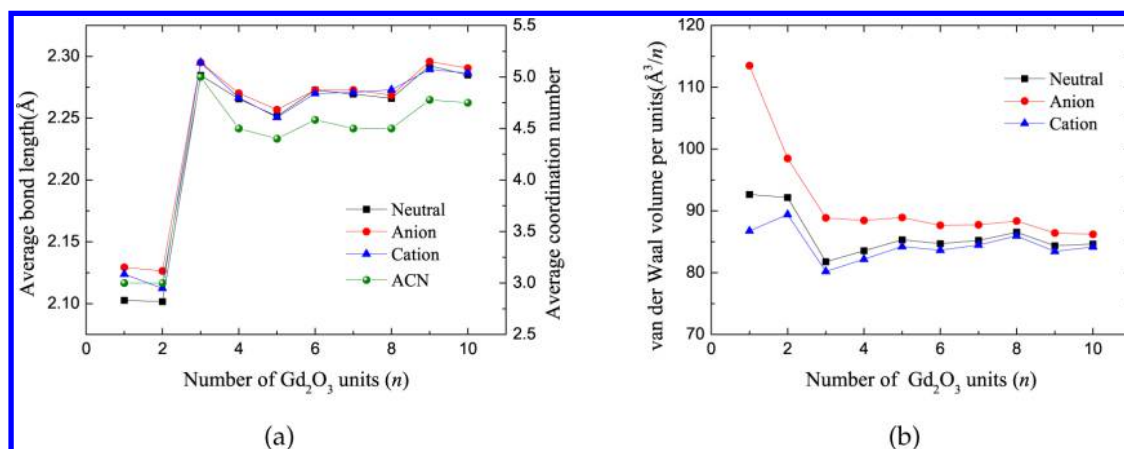 2.30
2.25
2.20
2.15
2.10
Average bond length(Å)
5.5
5.0
4.5
4.0
3.5
3.0
2.5
Average coordination number
Neutral
Anion
Cation
ACN
0 2 4 6 8 10
Number of Gd₂O₃ units (n)
(a)
120
110
100
90
80
70
van der Waal volume per units(Å³/n)
Neutral
Anion
Cation
0 2 4 6 8 10
Number of Gd₂O₃ units (n)
(b)